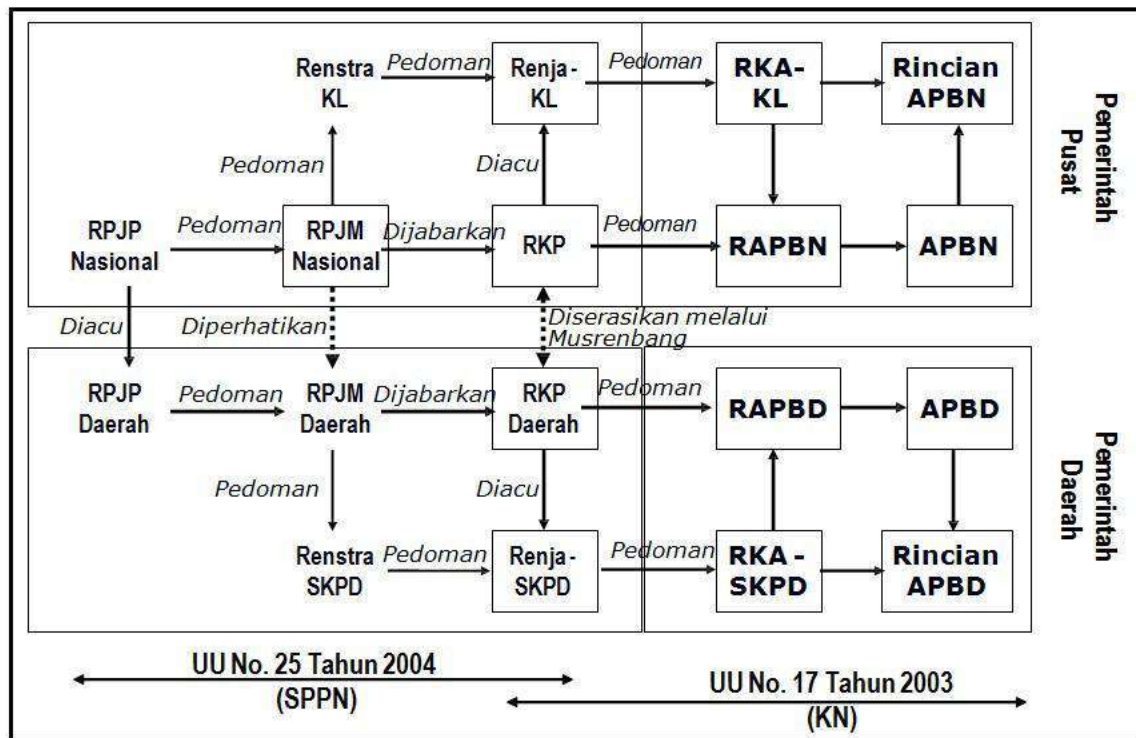 Renstra
KL
Pedoman
Renja-
KL
Pedoman
RKA-
KL
Rincian
APBN
Pedoman
Diacu
RPJP
Nasional
Pedoman
RPJM
Nasional
Dijabarkan
RKP
Pedoman
RAPBN
APBN
Pemerintah
Pusat
Diacu
Diperhatikan
Diserasikan melalui
Musrenbang
RPJP
Daerah
Pedoman
RPJM
Daerah
Dijabarkan
RKP
Daerah
Pedoman
RAPBD
APBD
Pedoman
Diacu
Renstra
SKPD
Pedoman
Renja-
SKPD
Pedoman
RKA -
SKPD
Rincian
APBD
Pemerintah
Daerah
UU No. 25 Tahun 2004
(SPPN)
UU No. 17 Tahun 2003
(KN)